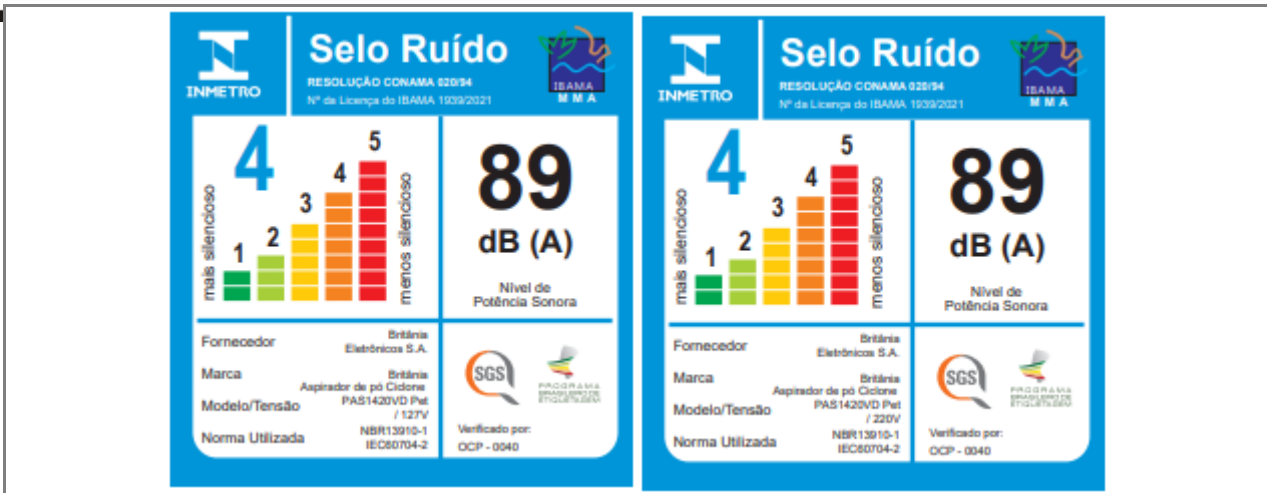 INMETRO
Selo Ruído
RESOLUÇÃO CONAMA 020/94
Nº da Licença do IBAMA 1939/2021
IBAMA
MMA
4
mais silencioso
1
2
3
4
5
menos silencioso
89
dB (A)
Nível de
Potência Sonora
Fornecedor
Britânia
Eletrônicos S.A.
Marca
Britânia
Aspirador de pó Ciclone
Modelo/Tensão
PAS1420VD Pet
/ 127V
Norma Utilizada
NBR13910-1
IEC60704-2
SGS
PROGRAMA
BRASILEIRO DE
ETIQUETAGEM
Verificado por:
OCP - 0040
INMETRO
Selo Ruído
RESOLUÇÃO CONAMA 020/94
Nº da Licença do IBAMA 1939/2021
IBAMA
MMA
4
mais silencioso
1
2
3
4
5
menos silencioso
89
dB (A)
Nível de
Potência Sonora
Fornecedor
Britânia
Eletrônicos S.A.
Marca
Britânia
Aspirador de pó Ciclone
Modelo/Tensão
PAS1420VD Pet
/ 220V
Norma Utilizada
NBR13910-1
IEC60704-2
SGS
PROGRAMA
BRASILEIRO DE
ETIQUETAGEM
Verificado por:
OCP - 0040